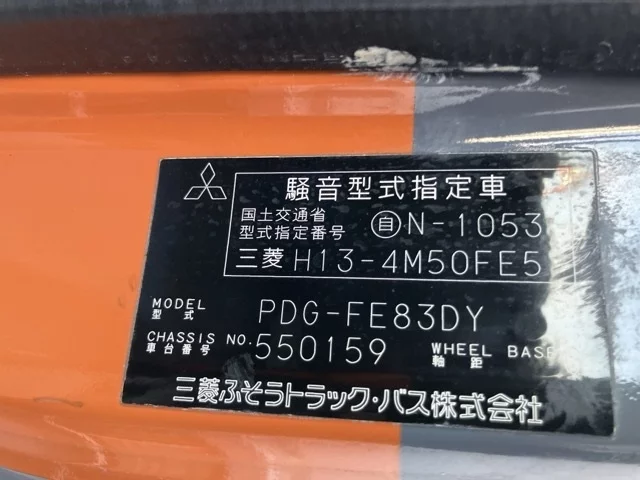 騒音型式指定車
国土交通省
型式指定番号 自N-1053
三菱 H13-4M50FE5
MODEL
型式 PDG-FE83DY
CHASSIS NO. 550159 WHEEL BASE
車台番号 軸距
三菱ふそうトラック・バス株式会社